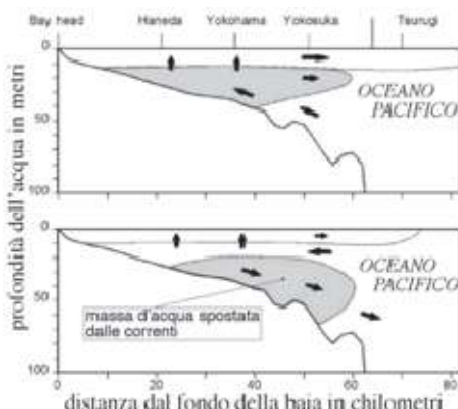 Bay head Haneda Yokohama Yokosuka Tsurugi
0
50
100
OCEANO
PACIFICO
0
50
100
OCEANO
PACIFICO
massa d'acqua spostata
dalle correnti
0 20 40 60 80
profondità dell'acqua in metri
distanza dal fondo della baia in chilometri